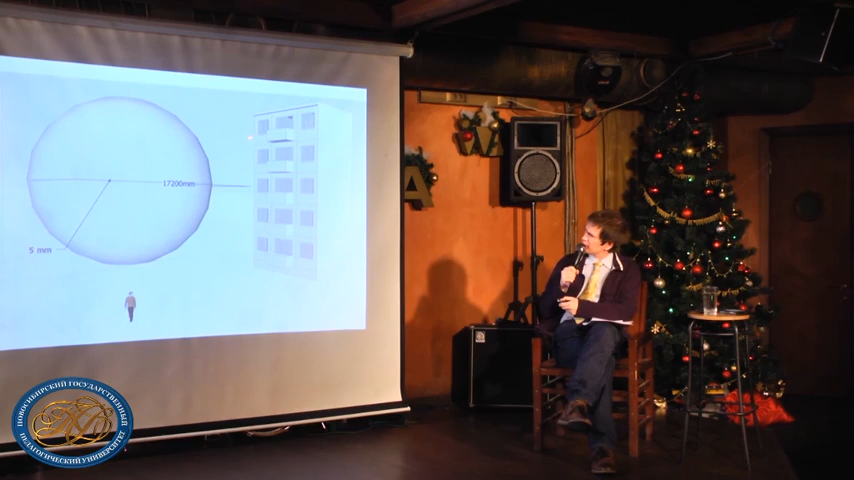 17200mm
5 mm
W
A
НОВОСИБИРСКИЙ ГОСУДАРСТВЕННЫЙ
ПЕДАГОГИЧЕСКИЙ УНИВЕРСИТЕТ